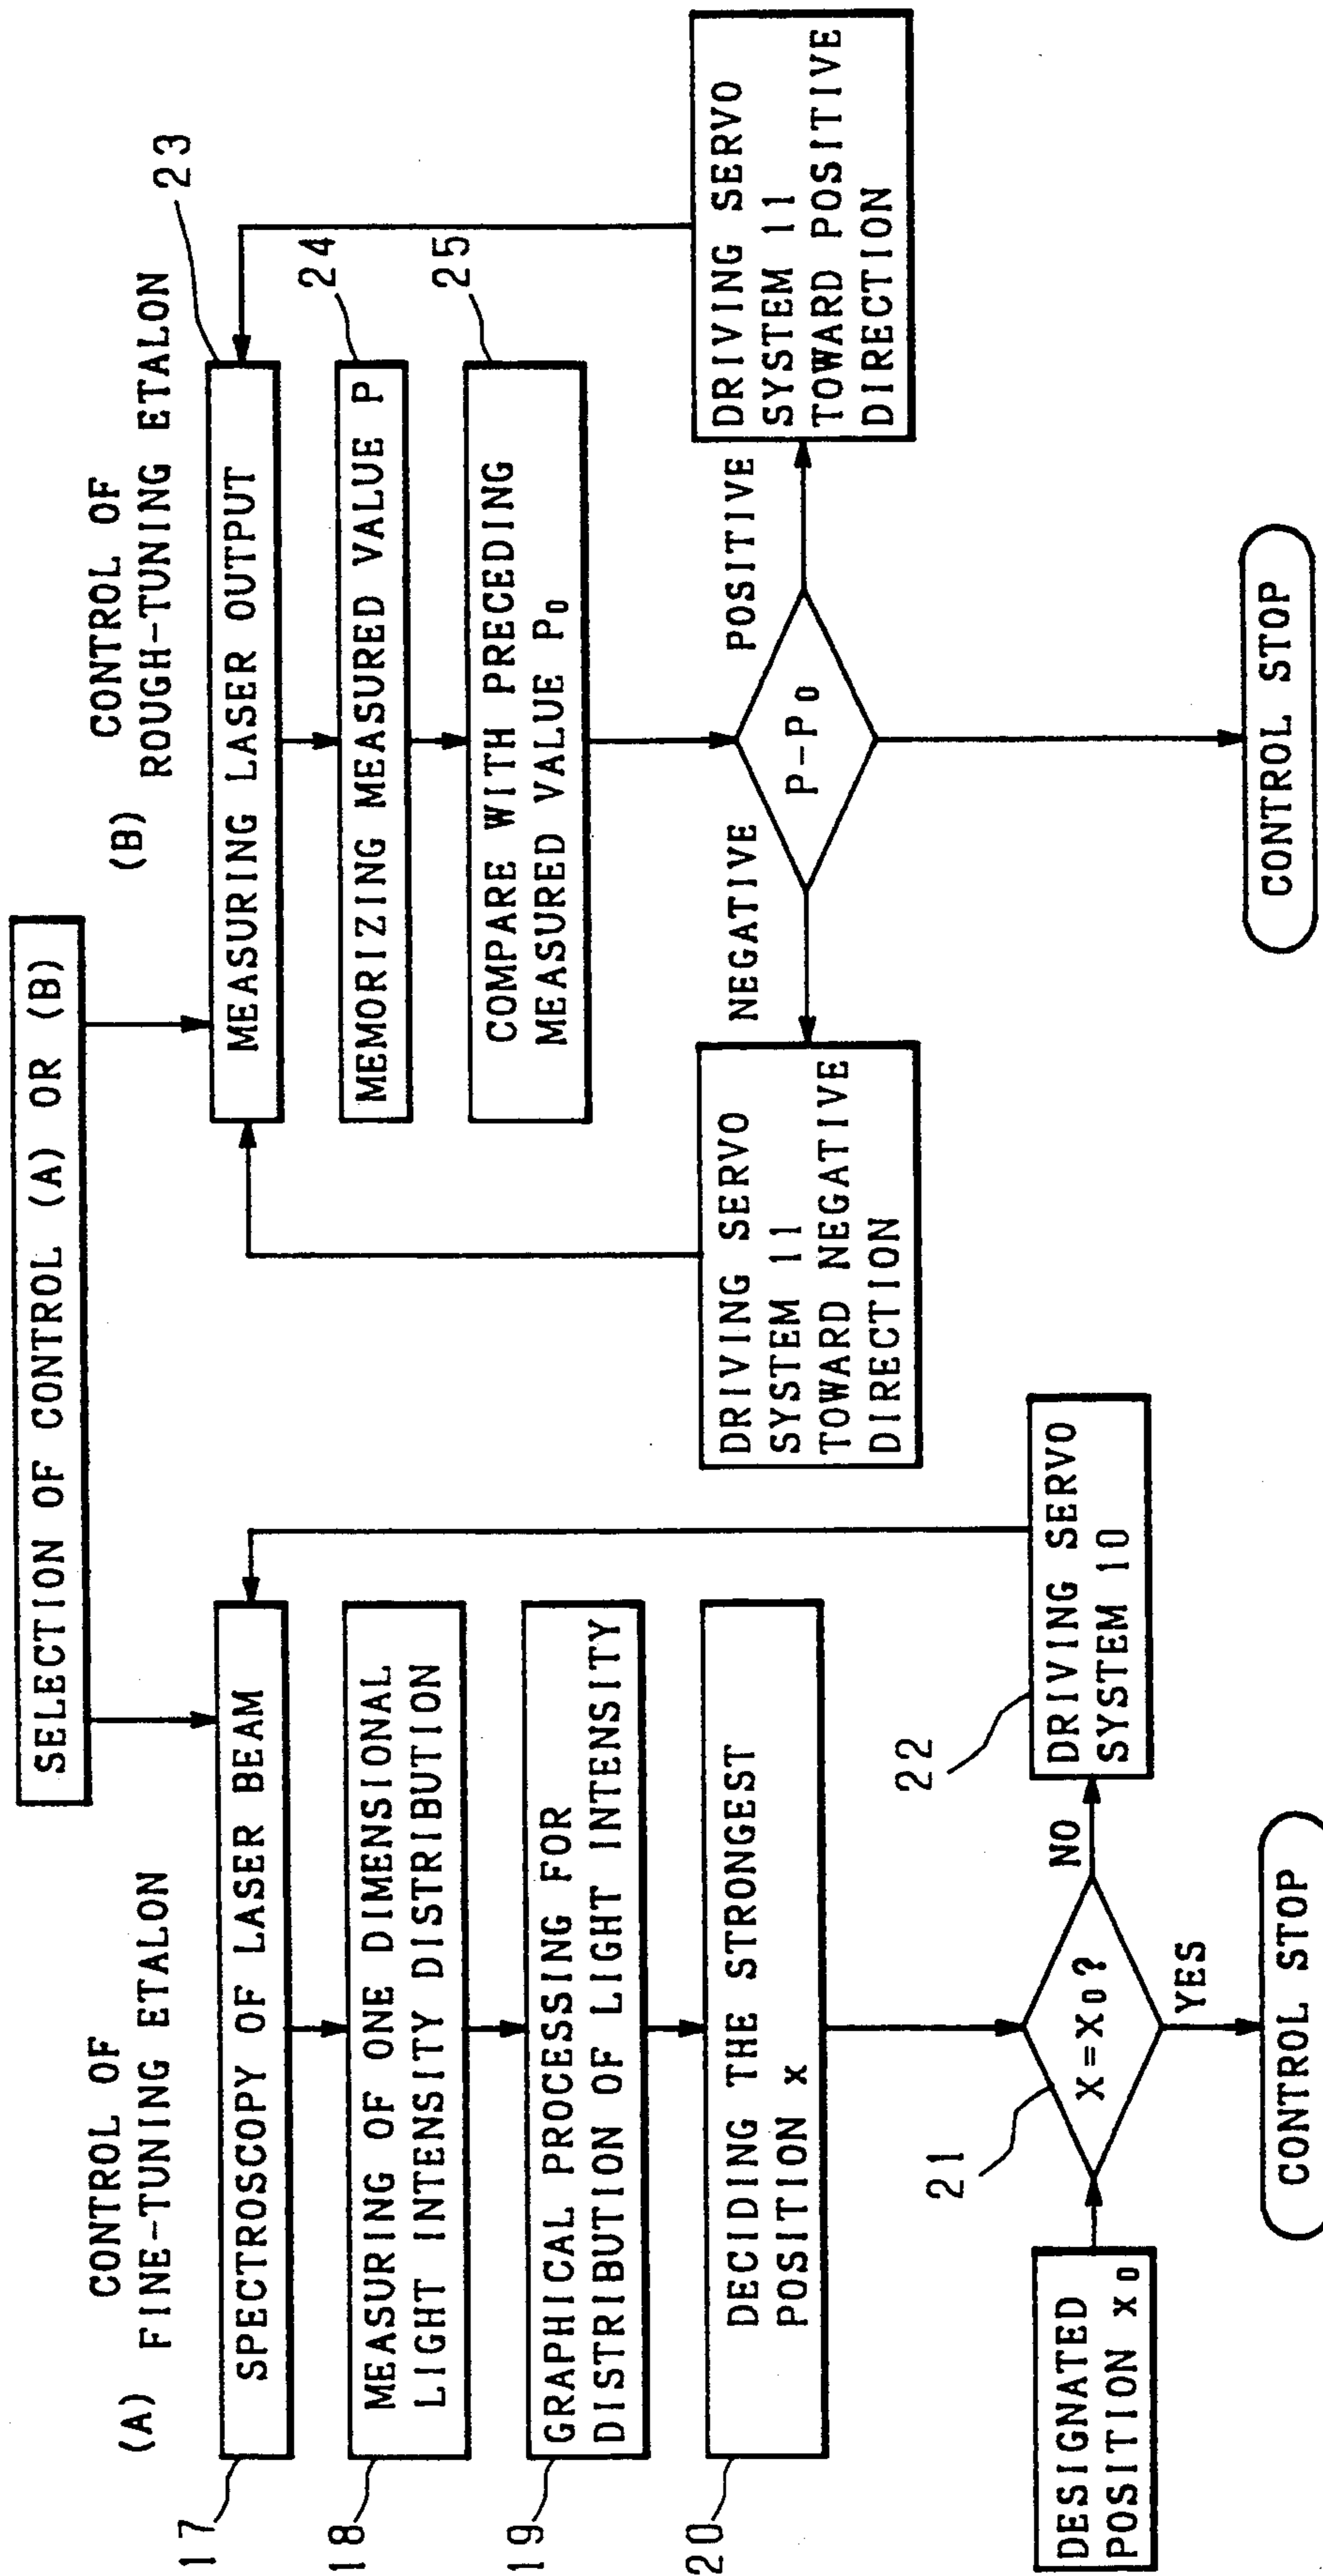 SELECTION OF CONTROL (A) OR (B)
CONTROL OF
(A) FINE-TUNING ETALON
17
SPECTROSCOPY OF LASER BEAM
18
MEASURING OF ONE DIMENSIONAL
LIGHT INTENSITY DISTRIBUTION
19
GRAPHICAL PROCESSING FOR
DISTRIBUTION OF LIGHT INTENSITY
20
DECIDING THE STRONGEST
POSITION x
21
X=X0?
DESIGNATED
POSITION X0
NO
22
DRIVING SERVO
SYSTEM 10
YES
CONTROL STOP
CONTROL OF
(B) ROUGH-TUNING ETALON
23
MEASURING LASER OUTPUT
24
MEMORIZING MEASURED VALUE P
25
COMPARE WITH PRECEDING
MEASURED VALUE P0
P-P0
NEGATIVE
DRIVING SERVO
SYSTEM 11
TOWARD NEGATIVE
DIRECTION
POSITIVE
DRIVING SERVO
SYSTEM 11
TOWARD POSITIVE
DIRECTION
CONTROL STOP